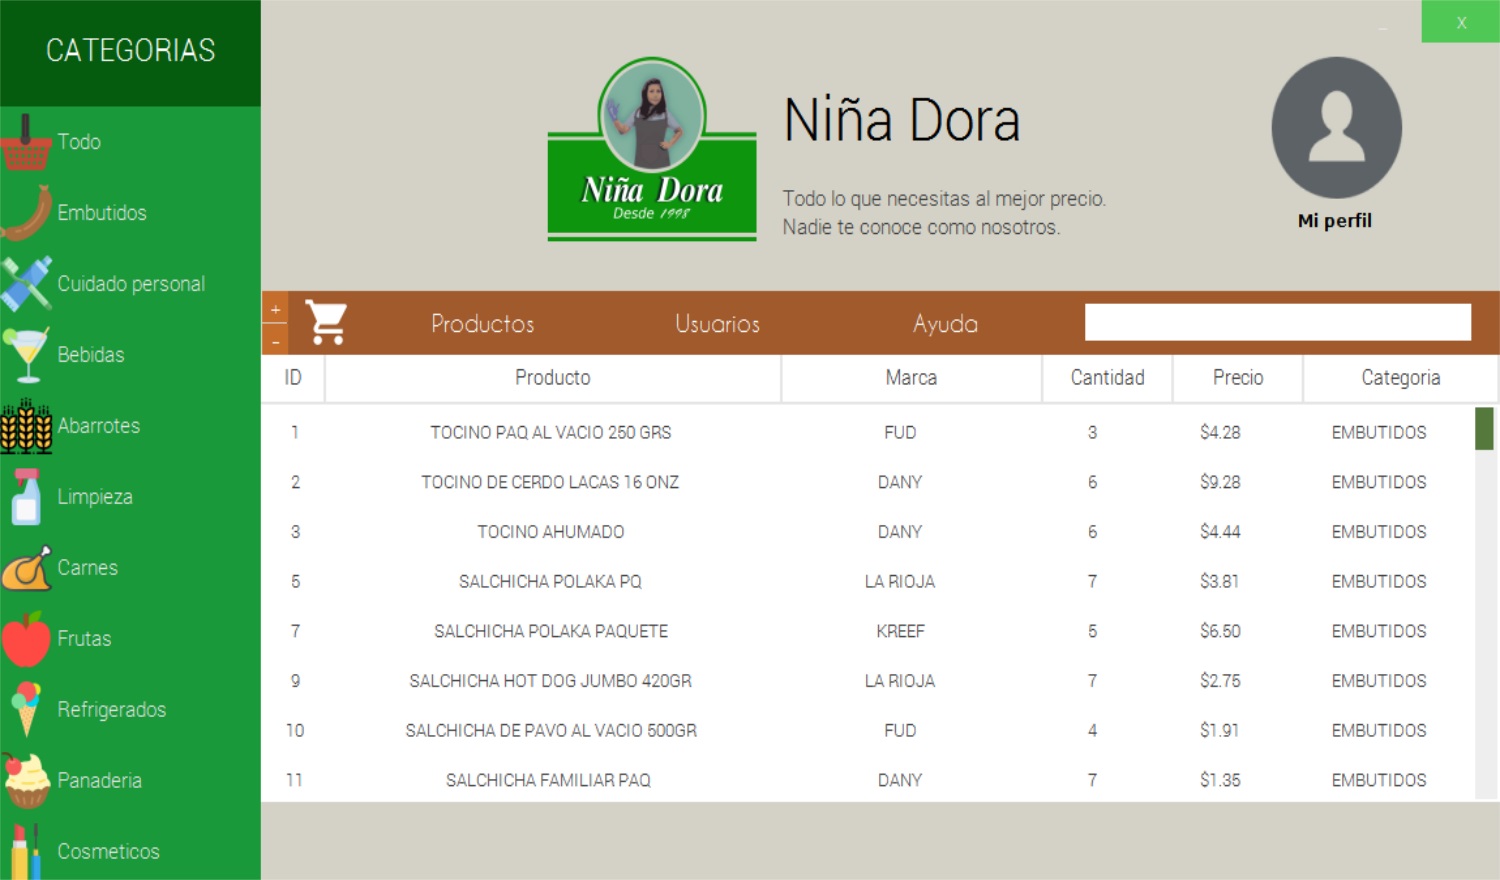 CATEGORIAS
Todo
Embutidos
Cuidado personal
Bebidas
Abarrotes
Limpieza
Carnes
Frutas
Refrigerados
Panaderia
Cosmeticos
_ X
Niña Dora
Desde 1998
Niña Dora
Todo lo que necesitas al mejor precio.
Nadie te conoce como nosotros.
Mi perfil
+
-
Productos Usuarios Ayuda
ID Producto Marca Cantidad Precio Categoria
1 TOCINO PAQ AL VACIO 250 GRS FUD 3 $4.28 EMBUTIDOS
2 TOCINO DE CERDO LACAS 16 ONZ DANY 6 $9.28 EMBUTIDOS
3 TOCINO AHUMADO DANY 6 $4.44 EMBUTIDOS
5 SALCHICHA POLAKA PQ LA RIOJA 7 $3.81 EMBUTIDOS
7 SALCHICHA POLAKA PAQUETE KREEF 5 $6.50 EMBUTIDOS
9 SALCHICHA HOT DOG JUMBO 420GR LA RIOJA 7 $2.75 EMBUTIDOS
10 SALCHICHA DE PAVO AL VACIO 500GR FUD 4 $1.91 EMBUTIDOS
11 SALCHICHA FAMILIAR PAQ DANY 7 $1.35 EMBUTIDOS